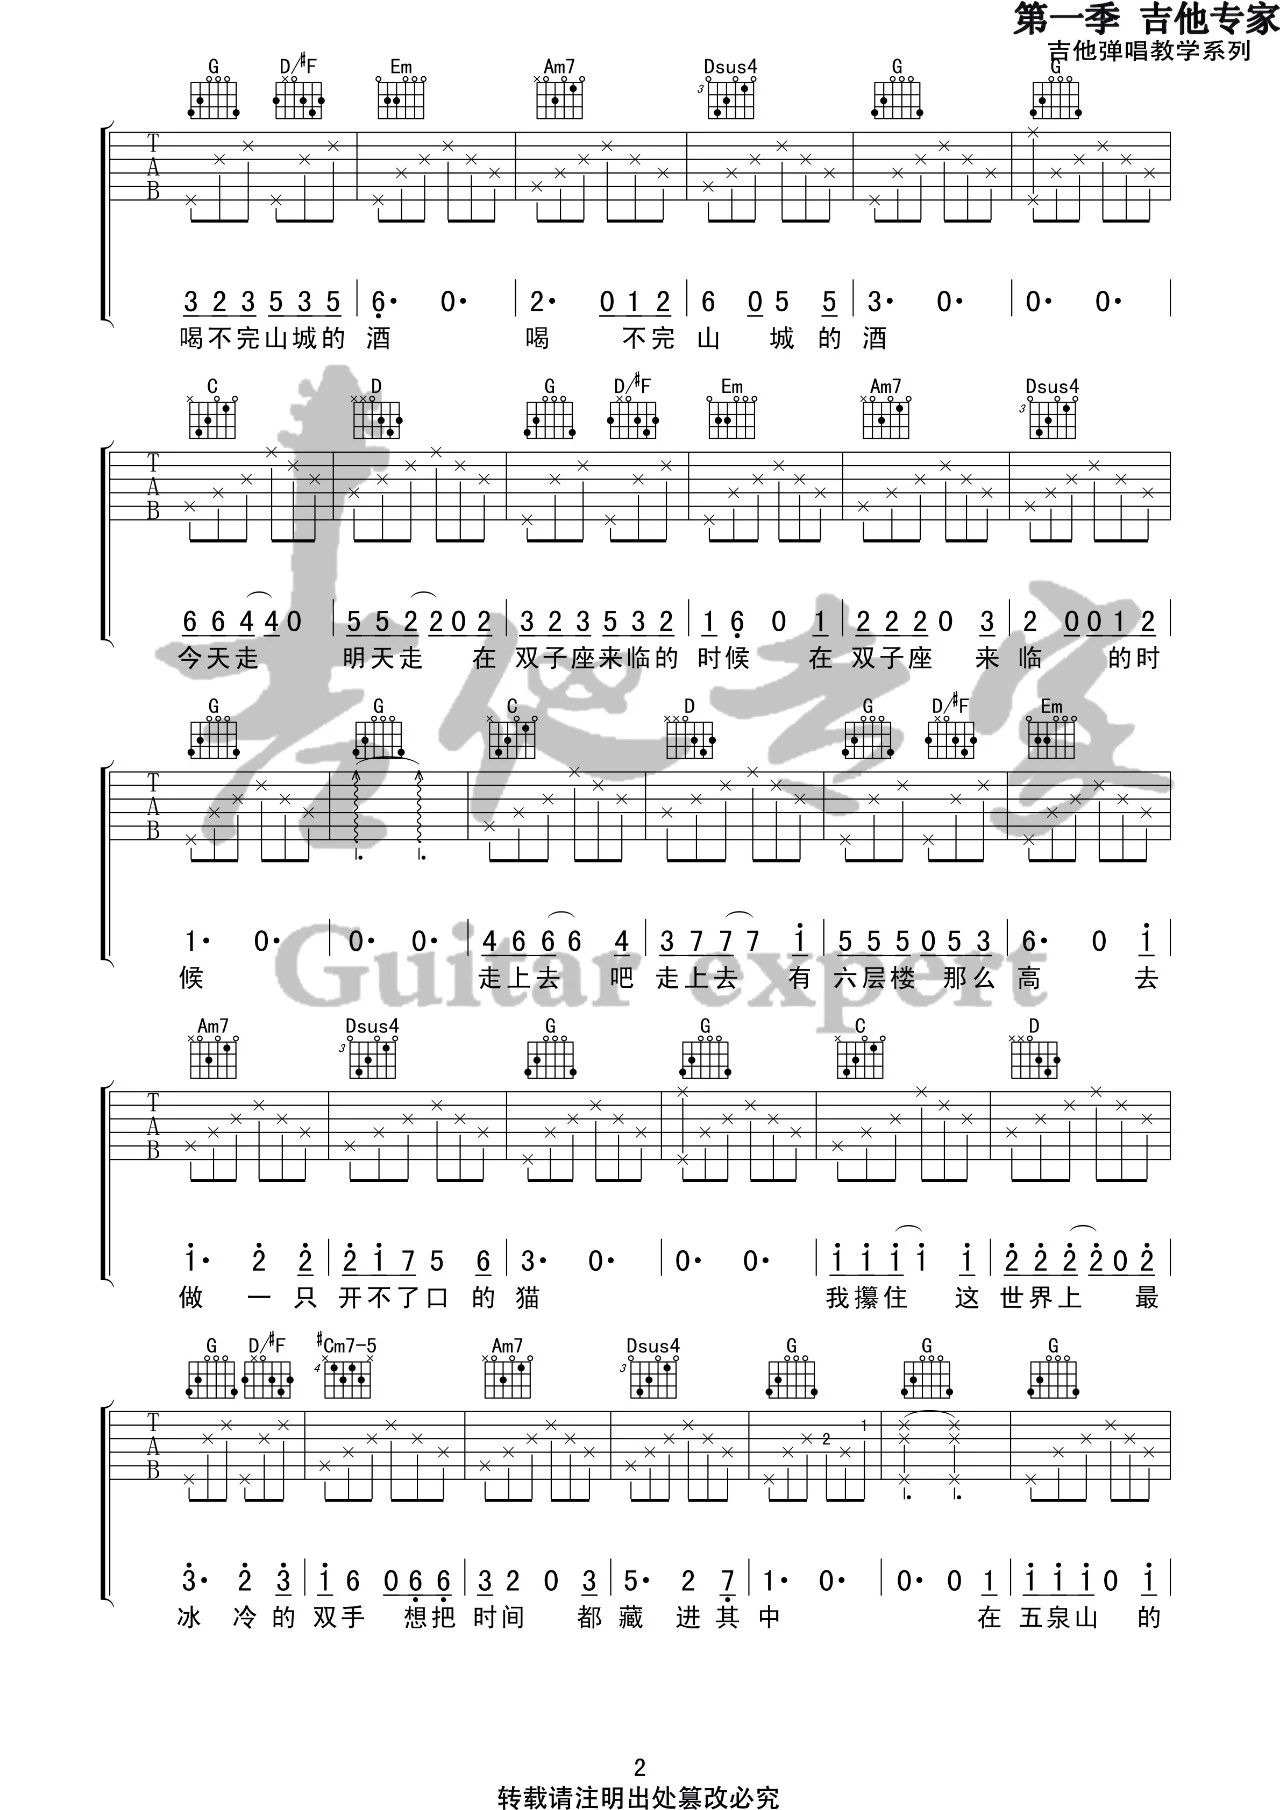 第一季 吉他专家
吉他弹唱教学系列
G D/#F Em Am7 Dsus4 G G
3
T
A
B
3 2 3 5 3 5 6· 0· 2· 0 1 2 6 0 5 5 3· 0· 0· 0·
喝不完山城的酒 喝 不完山 城的酒
C D G D/#F Em Am7 Dsus4
3
T
A
B
6 6 4 4 0 5 5 2 2 0 2 3 2 3 5 3 2 1 6 0 1 2 2 2 0 3 2 0 0 1 2
今天走 明天走 在双子座来临的时候 在双子座 来临 的时
G G C D G D/#F Em
T
A
B
1· 0· 0· 0· 4 6 6 6 4 3 7 7 7 1 5 5 5 0 5 3 6· 0 1
候 走上去 吧走上去 有六层楼 那么高 去
Am7 Dsus4 G G C D
3
T
A
B
1· 2 2 2 1 7 5 6 3· 0· 0· 0· 1 1 1 1 1 2 2 2 2 0 2
做 一只开不了口的猫 我攥住 这世界上 最
G D/#F #Cm7-5 Am7 Dsus4 G G G
4 3
T
A
B
2 1
3· 2 3 1 6 0 6 6 3 2 0 3 5· 2 7 1· 0· 0· 0 1 1 1 1 0 1
冰 冷的双手 想把时间 都藏 进其中 在五泉山的
Guitar expert
吉他专家
2
转载请注明出处篡改必究